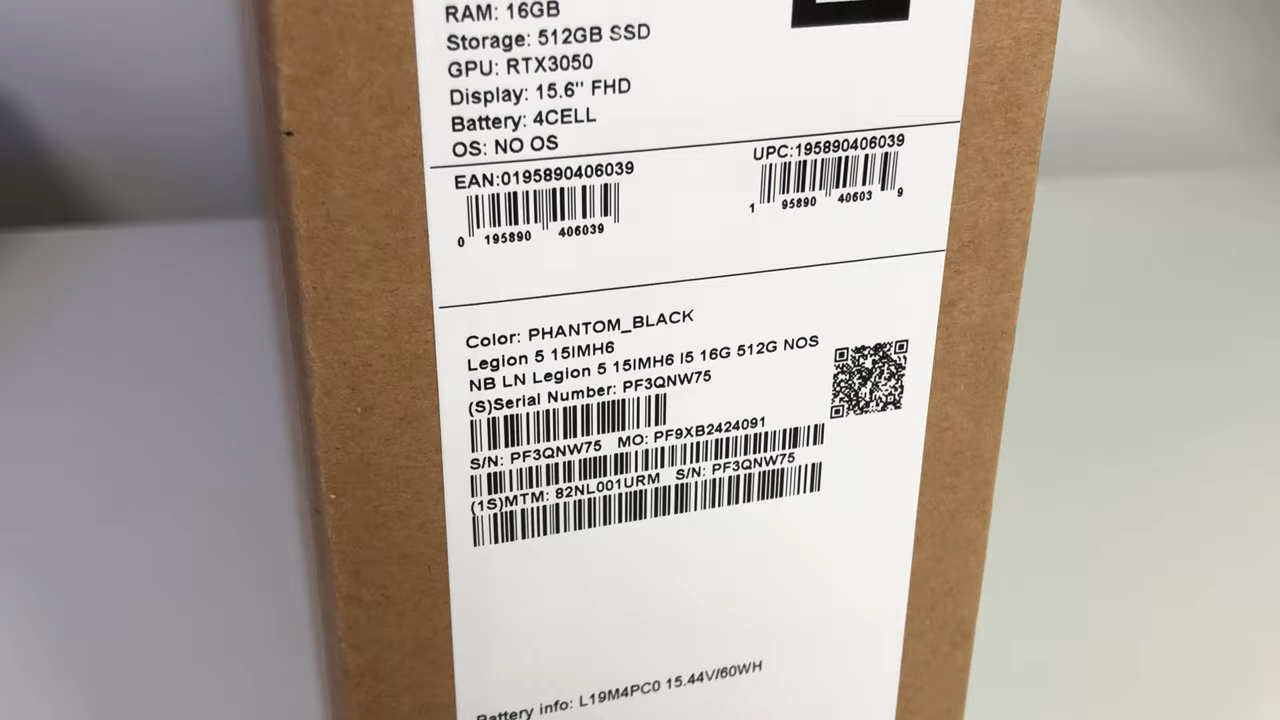 RAM: 16GB
Storage: 512GB SSD
GPU: RTX3050
Display: 15.6" FHD
Battery: 4CELL
OS: NO OS
EAN:0195890406039
0 195890 406039
UPC:195890406039
1 95890 40603 9
Color: PHANTOM_BLACK
Legion 5 15IMH6
NB LN Legion 5 15IMH6 I5 16G 512G NOS
(S)Serial Number: PF3QNW75
S/N: PF3QNW75 MO: PF9XB2424091
(1S)MTM: 82NL001URM S/N: PF3QNW75
Battery info: L19M4PC0 15.44V/60WH